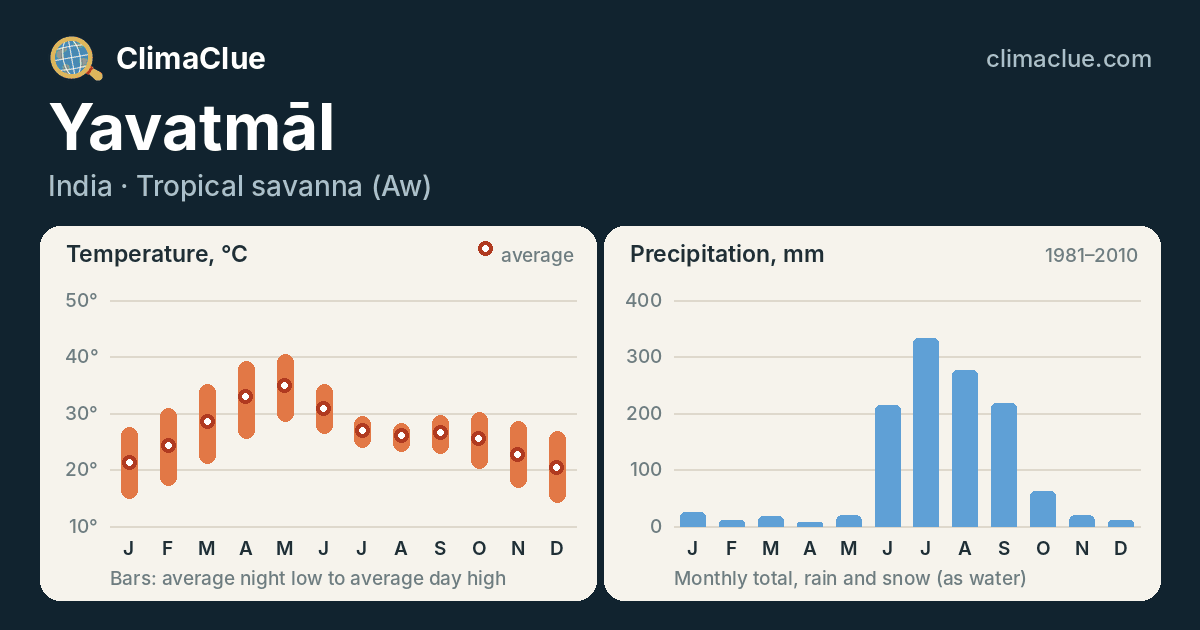 ClimaClue
climaclue.com
Yavatmāl
India · Tropical savanna (Aw)
Temperature, °C
average
50°
40°
30°
20°
10°
J F M A M J J A S O N D
Bars: average night low to average day high
Precipitation, mm
1981–2010
400
300
200
100
0
J F M A M J J A S O N D
Monthly total, rain and snow (as water)